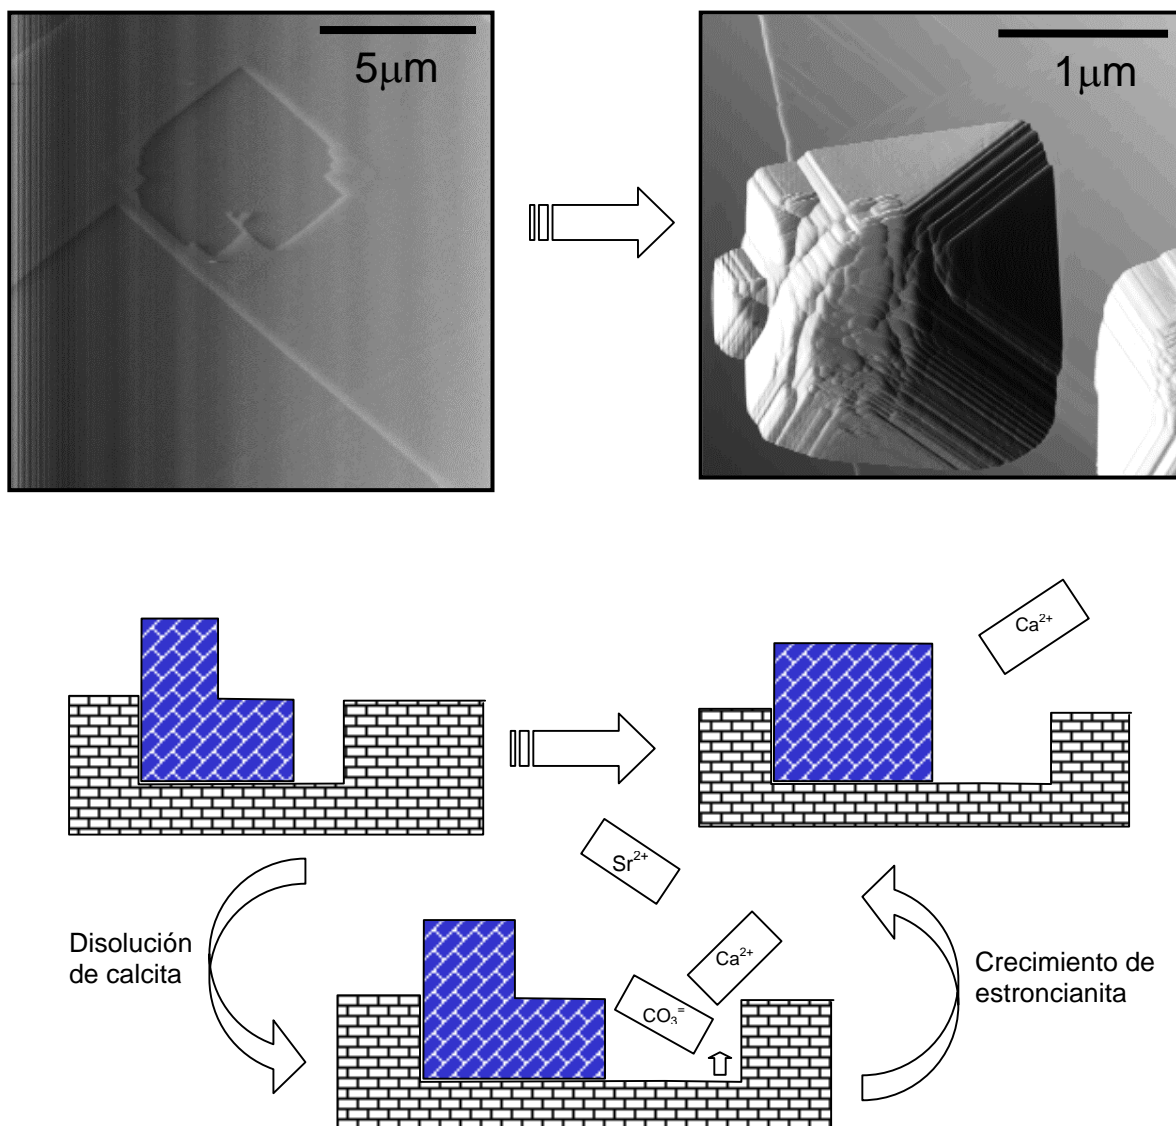 5μm
1μm
Ca²⁺
Sr²⁺
Disolución
de calcita
Ca²⁺
CO₃⁼
Crecimiento de
estroncianita